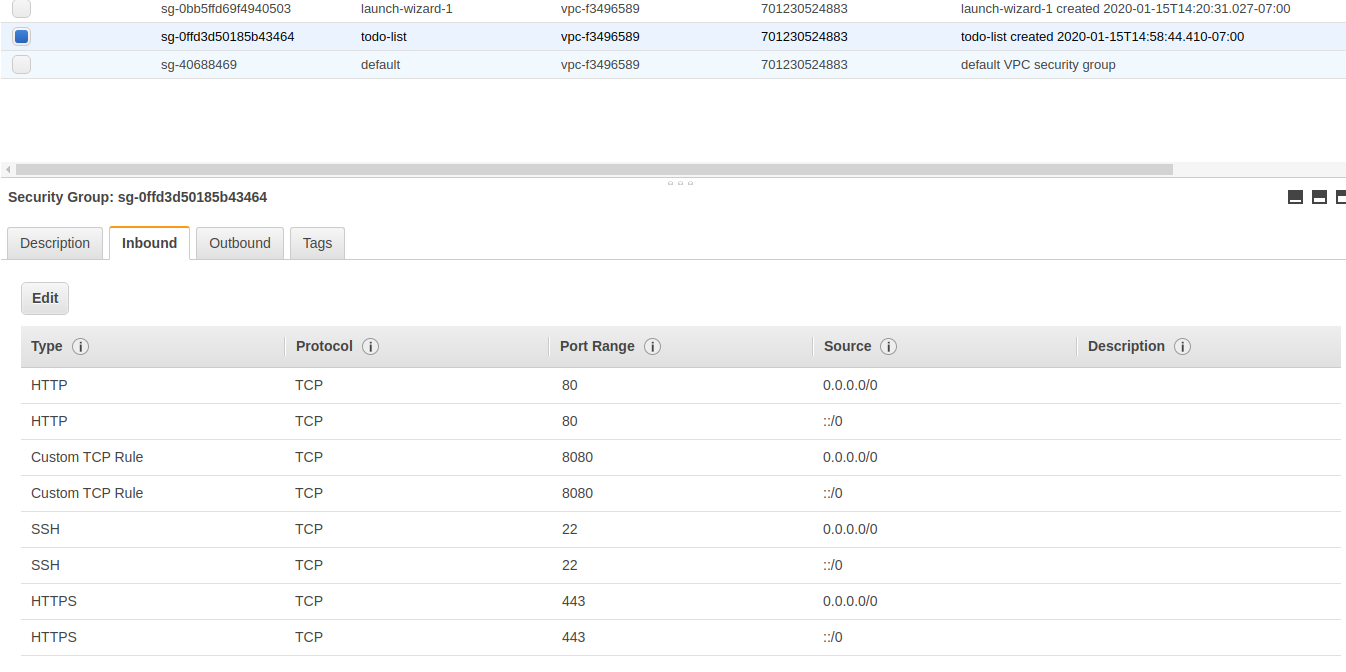 sg-0bb5ffd69f4940503 launch-wizard-1 vpc-f3496589 701230524883 launch-wizard-1 created 2020-01-15T14:20:31.027-07:00
sg-0ffd3d50185b43464 todo-list vpc-f3496589 701230524883 todo-list created 2020-01-15T14:58:44.410-07:00
sg-40688469 default vpc-f3496589 701230524883 default VPC security group
Security Group: sg-0ffd3d50185b43464
Description Inbound Outbound Tags
Edit
Type Protocol Port Range Source Description
HTTP TCP 80 0.0.0.0/0
HTTP TCP 80 ::/0
Custom TCP Rule TCP 8080 0.0.0.0/0
Custom TCP Rule TCP 8080 ::/0
SSH TCP 22 0.0.0.0/0
SSH TCP 22 ::/0
HTTPS TCP 443 0.0.0.0/0
HTTPS TCP 443 ::/0